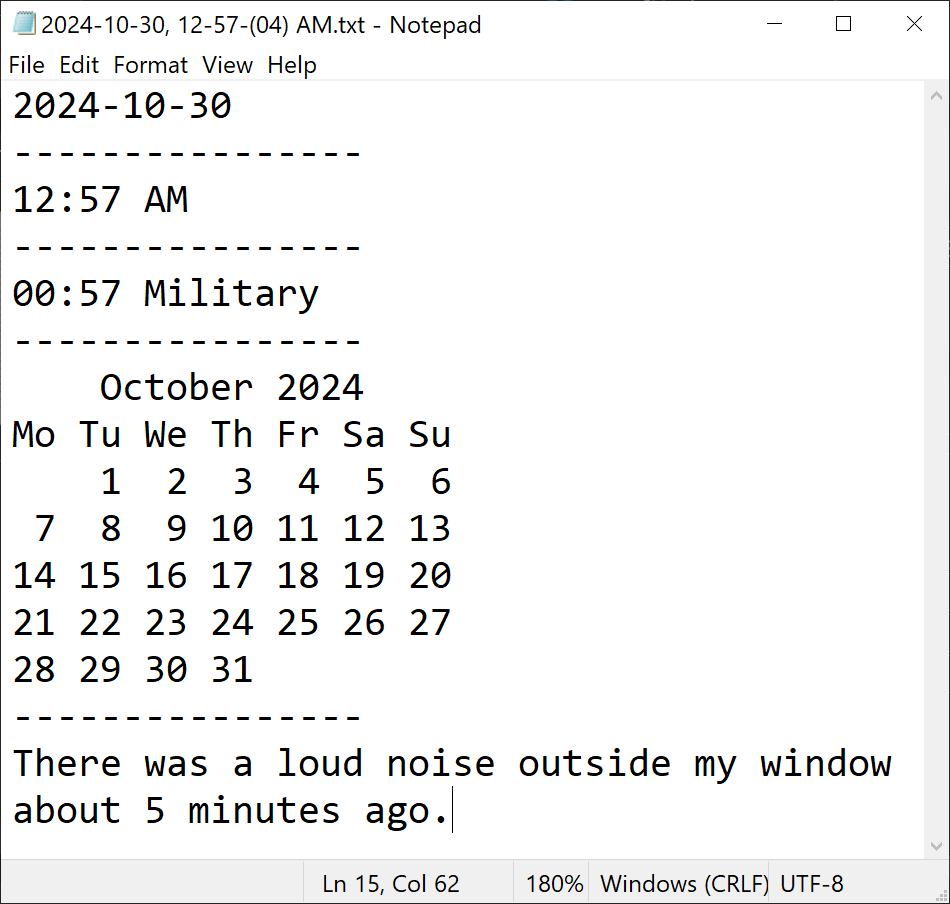 2024-10-30, 12-57-(04) AM.txt - Notepad
File Edit Format View Help
2024-10-30
----------------
12:57 AM
----------------
00:57 Military
----------------
    October 2024
Mo Tu We Th Fr Sa Su
    1  2  3  4  5  6
 7  8  9 10 11 12 13
14 15 16 17 18 19 20
21 22 23 24 25 26 27
28 29 30 31
----------------
There was a loud noise outside my window
about 5 minutes ago.
Ln 15, Col 62 180% Windows (CRLF) UTF-8